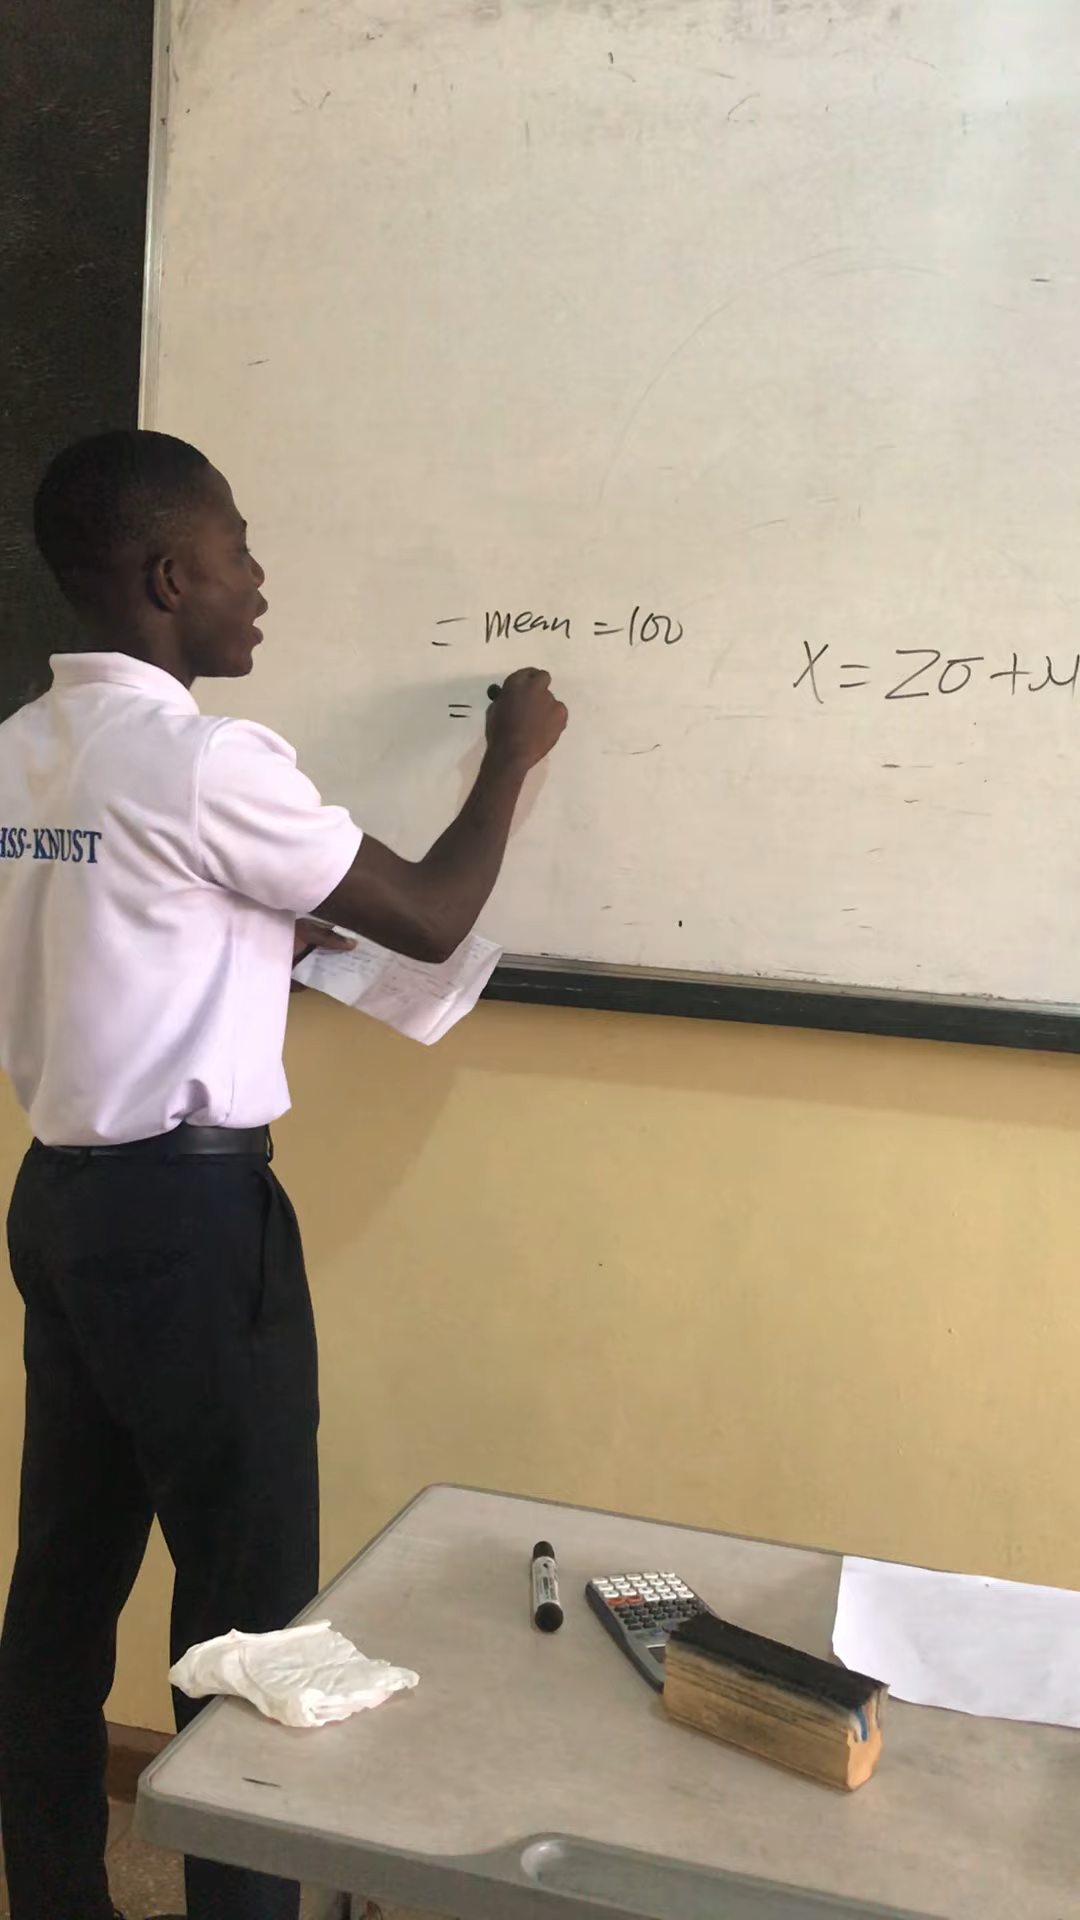 = mean = 100
X = Zσ + μ
=
HSS-KNUST